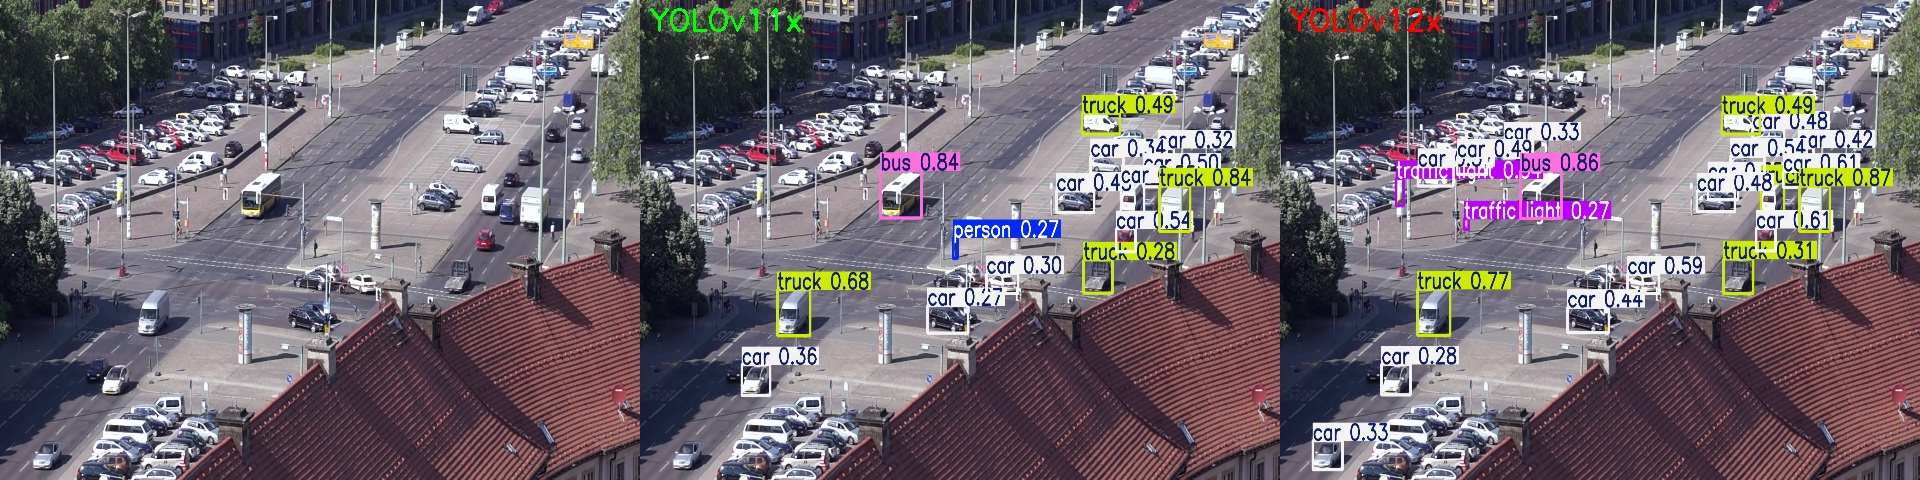 YOLOv11x
YOLOv12x
truck 0.49
car 0.32
bus 0.84
truck 0.84
car 0.54
person 0.27
truck 0.28
car 0.30
truck 0.68
car 0.27
car 0.36
truck 0.49
car 0.48
car 0.33
car 0.42
car 0.49
bus 0.86
car 0.61
truck 0.87
car 0.48
traffic light 0.27
car 0.61
truck 0.31
car 0.59
truck 0.77
car 0.44
car 0.28
car 0.33